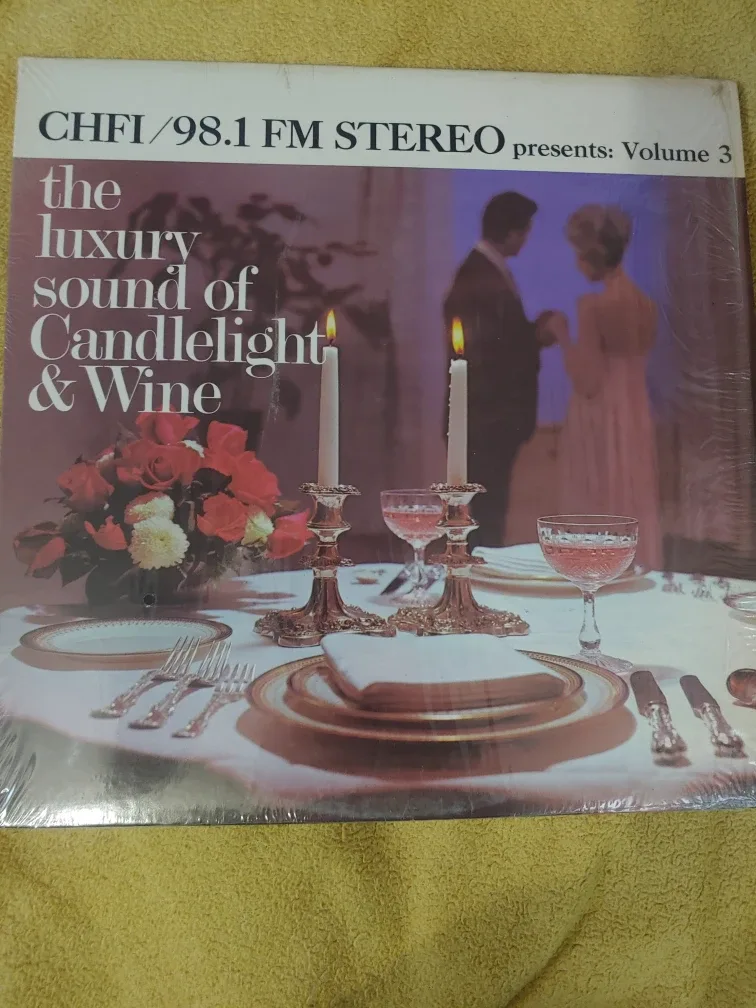 CHFI/98.1 FM STEREO presents: Volume 3
the
luxury
sound of
Candlelight
& Wine